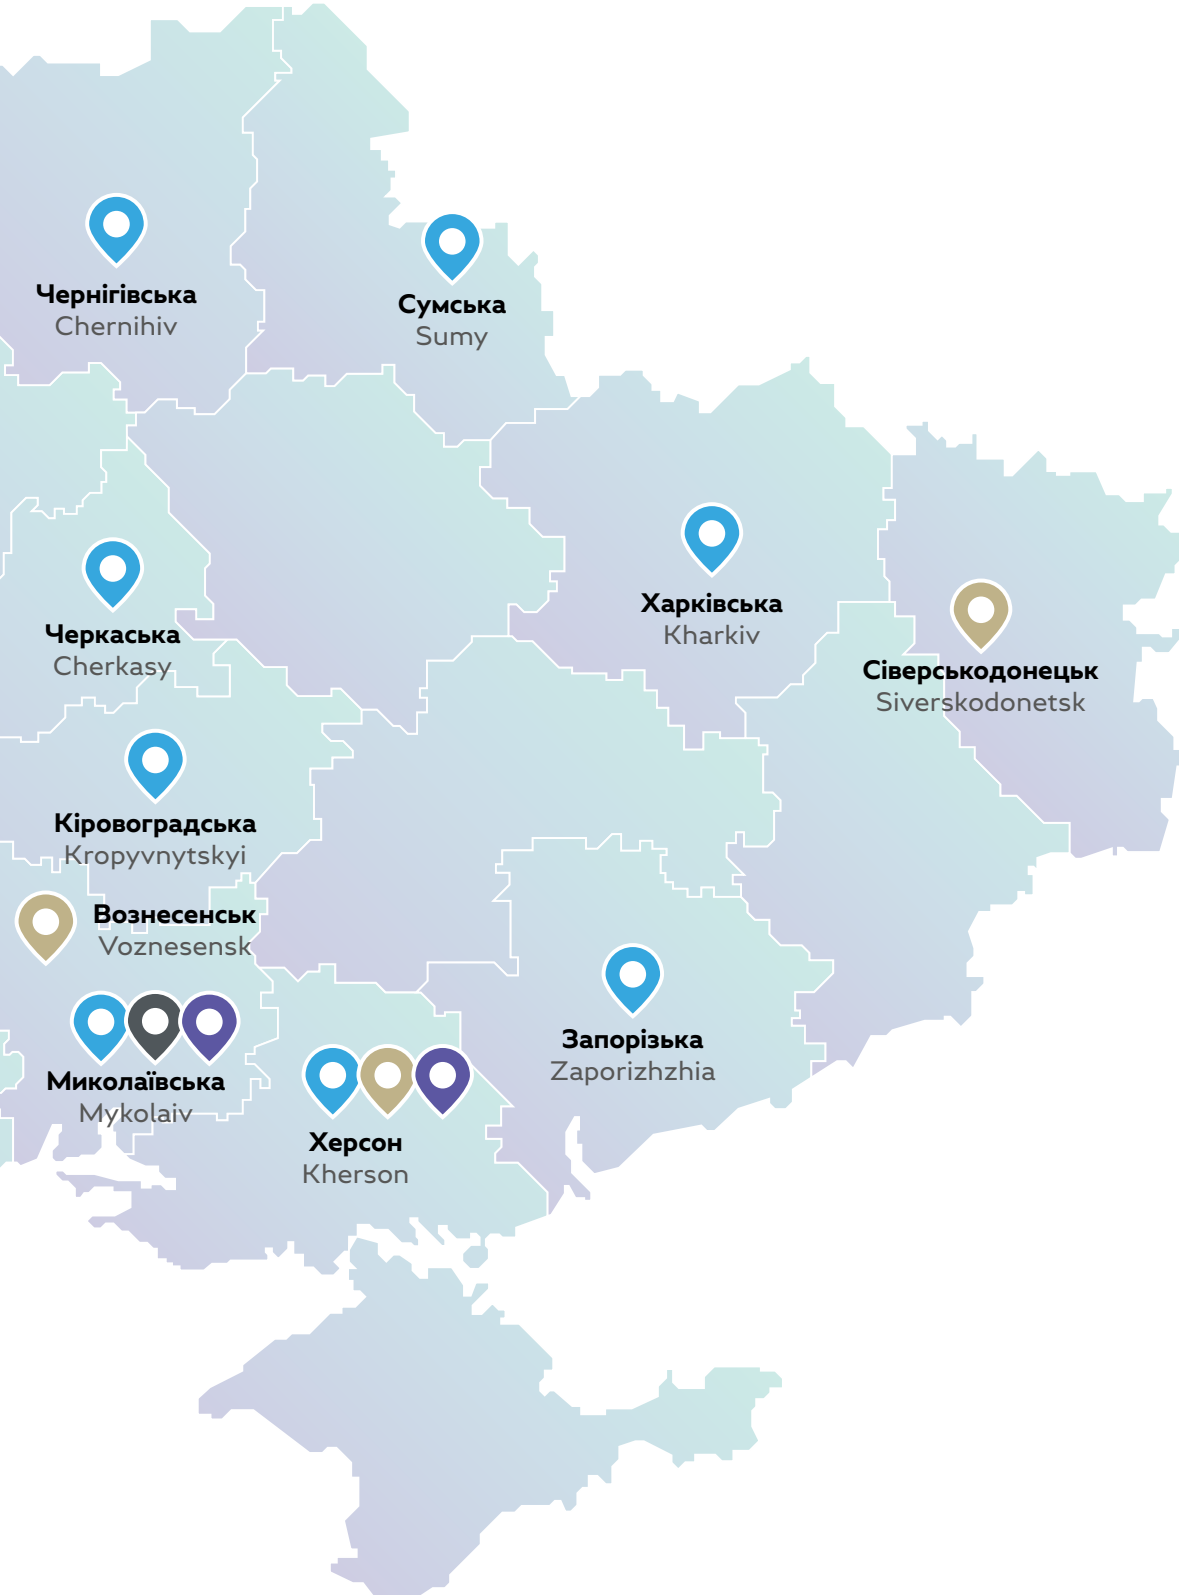 Чернігівська
Chernihiv
Сумська
Sumy
Харківська
Kharkiv
Черкаська
Cherkasy
Сіверськодонецьк
Siverskodonetsk
Кіровоградська
Kropyvnytskyi
Вознесенськ
Voznesensk
Запорізька
Zaporizhzhia
Миколаївська
Mykolaiv
Херсон
Kherson